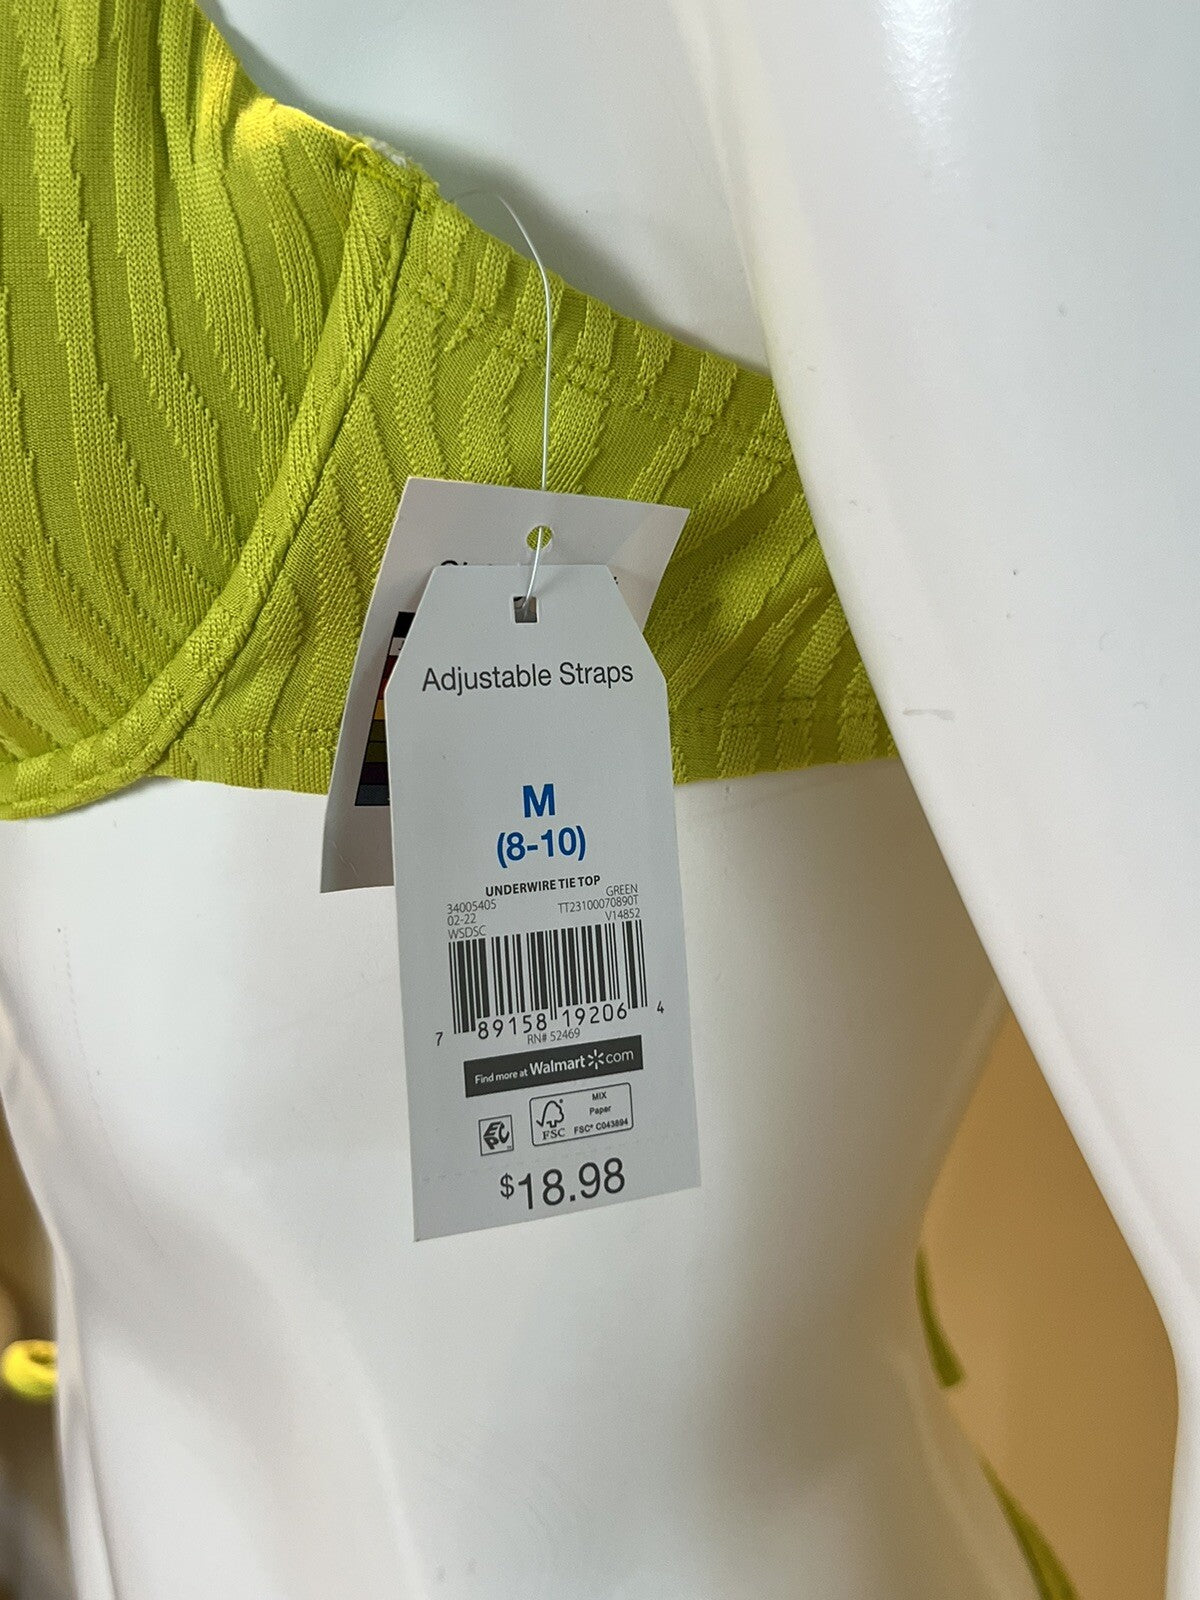 Adjustable Straps
M
(8-10)
UNDERWIRE TIE TOP
GREEN
34005405 TT23100070890T
02-22 V14852
WSDSC
7 89158 19206 4
RN# 52469
Find more at Walmart.com
EPC
FSC
MIX
Paper
FSC® C043894
$18.98